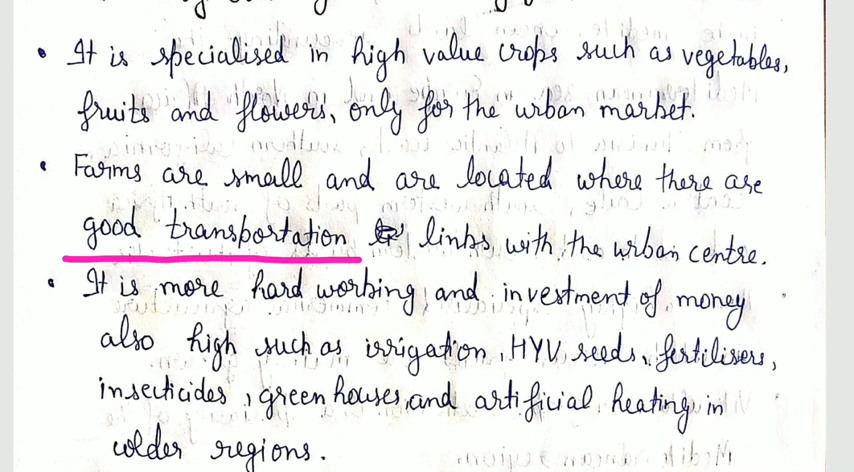 • It is specialised in high value crops such as vegetables,
fruits and flowers, only for the urban market.
• Farms are small and are located where there are
good transportation links with the urban centre.
• It is more hard working and investment of money
also high such as irrigation, HYV seeds, fertilisers,
insecticides, green houses, and artificial heating in
colder regions.